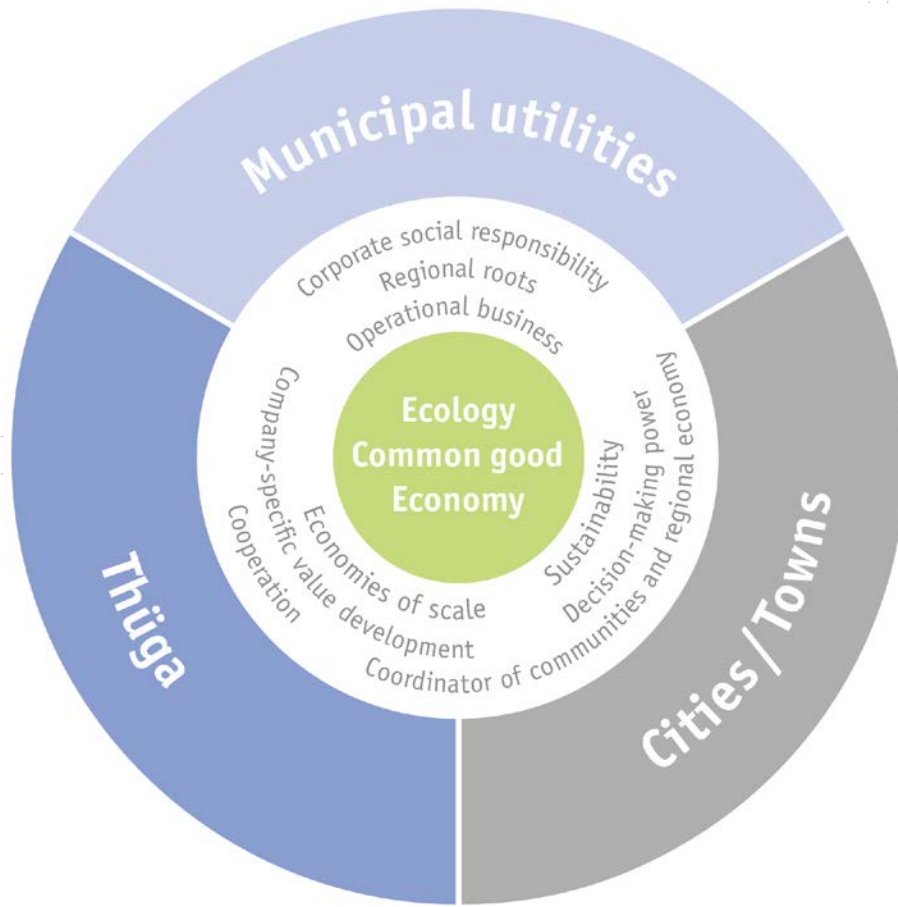 Municipal utilities
Corporate social responsibility
Regional roots
Operational business
Ecology
Common good
Economy
Sustainability
Decision-making power
Coordinator of communities and regional economy
Cities / Towns
Economies of scale
Company-specific value development
Cooperation
Thüga